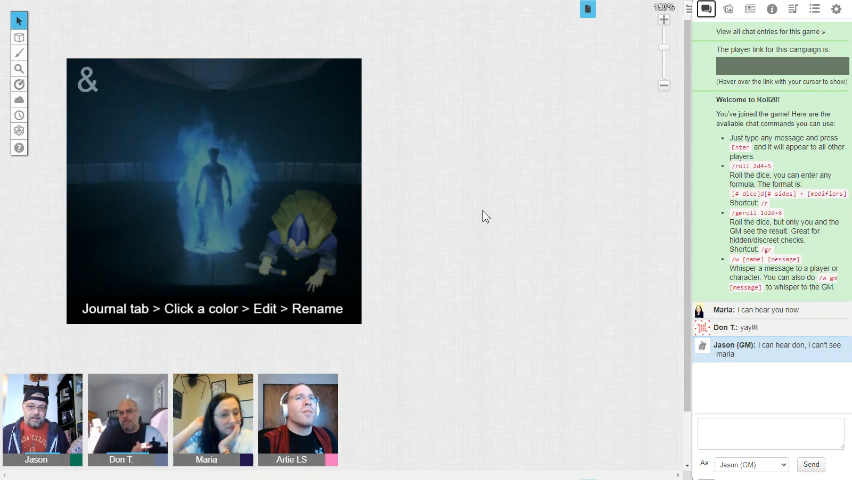 150%
View all chat entries for this game »
The player link for this campaign is.
(Hover over the link with your cursor to show)
Welcome to Roll20!
You've joined the game! Here are the
available chat commands you can use:
Just type any message and press
Enter and it will appear to all other
players.
/roll 2d4+5
Roll the dice, you can enter any
formula. The format is:
[# dice]d[# sides] + [modifiers]
Shortcut: /r
/gmroll 1d20+6
Roll the dice, but only you and the
GM see the result. Great for
hidden/discreet checks.
Shortcut: /gr
/w [name] [message]
Whisper a message to a player or
character. You can also do /w gm
[message] to whisper to the GM.
&
Journal tab > Click a color > Edit > Rename
Maria: I can hear you now
Don T.: yay!!!!
Jason (GM): I can hear don, I can't see
maria
Jason
Don T.
Maria
Artie LS
As:
Jason (GM)
Send